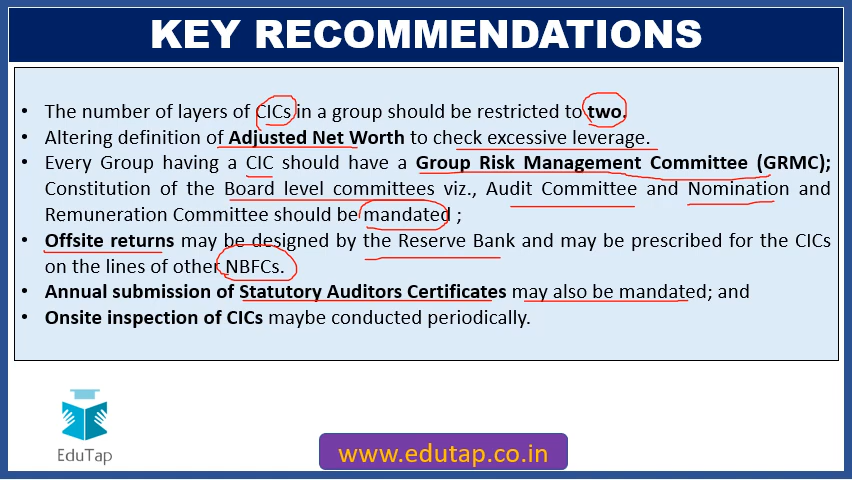 KEY RECOMMENDATIONS
• The number of layers of CICs in a group should be restricted to two.
• Altering definition of Adjusted Net Worth to check excessive leverage.
• Every Group having a CIC should have a Group Risk Management Committee (GRMC);
Constitution of the Board level committees viz., Audit Committee and Nomination and
Remuneration Committee should be mandated ;
• Offsite returns may be designed by the Reserve Bank and may be prescribed for the CICs
on the lines of other NBFCs.
• Annual submission of Statutory Auditors Certificates may also be mandated; and
• Onsite inspection of CICs maybe conducted periodically.
EduTap
www.edutap.co.in